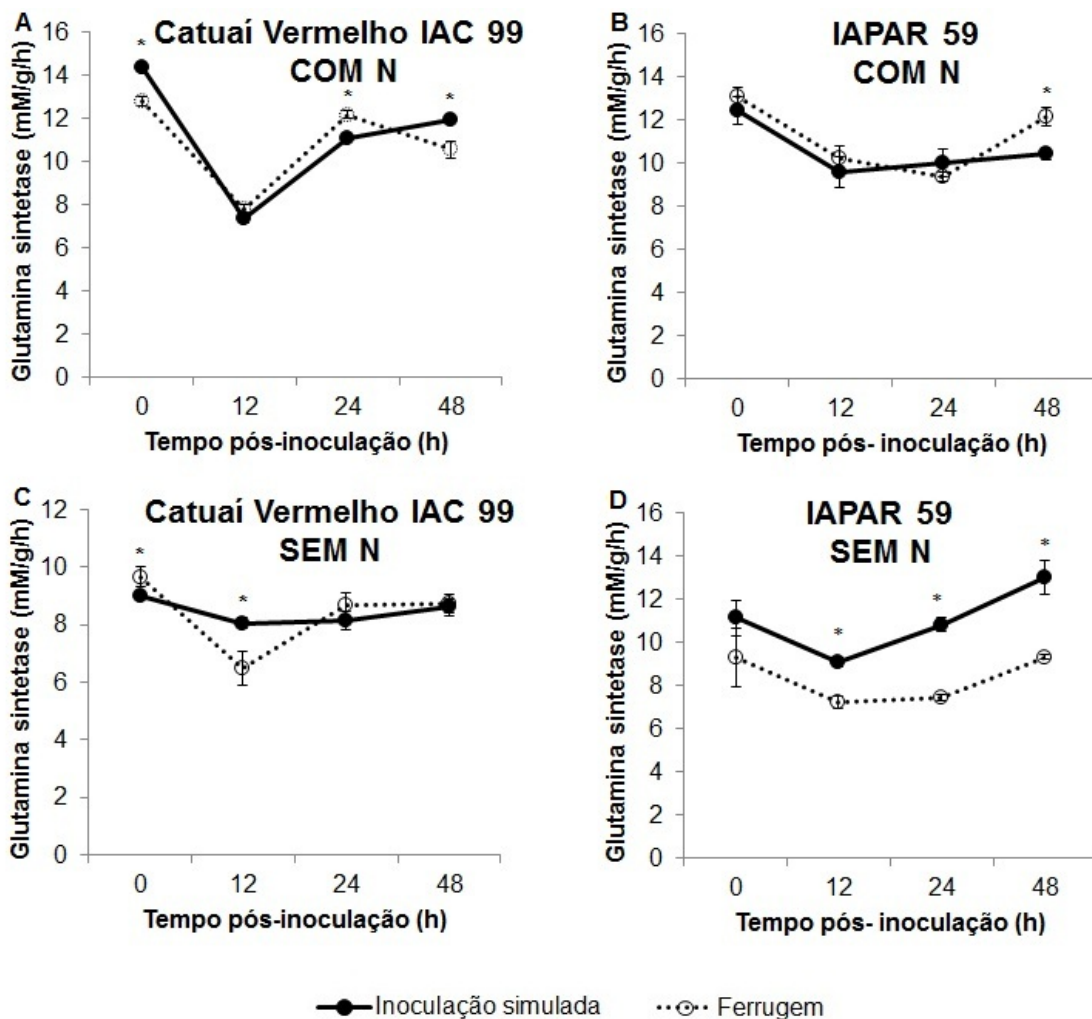 A
Catuaí Vermelho IAC 99
COM N
Glutamina sintetase (mM/g/h)
16
14
12
10
8
6
4
2
0
*
*
*
0 12 24 48
Tempo pós-inoculação (h)
B
IAPAR 59
COM N
Glutamina sintetase (mM/g/h)
16
14
12
10
8
6
4
2
0
*
0 12 24 48
Tempo pós- inoculação (h)
C
Catuaí Vermelho IAC 99
SEM N
Glutamina sintetase (mM/g/h)
12
10
8
6
4
2
0
*
*
0 12 24 48
Tempo pós-inoculação (h)
D
IAPAR 59
SEM N
Glutamina sintetase (mM/g/h)
16
14
12
10
8
6
4
2
0
*
*
*
0 12 24 48
Tempo pós- inoculação (h)
Inoculação simulada Ferrugem